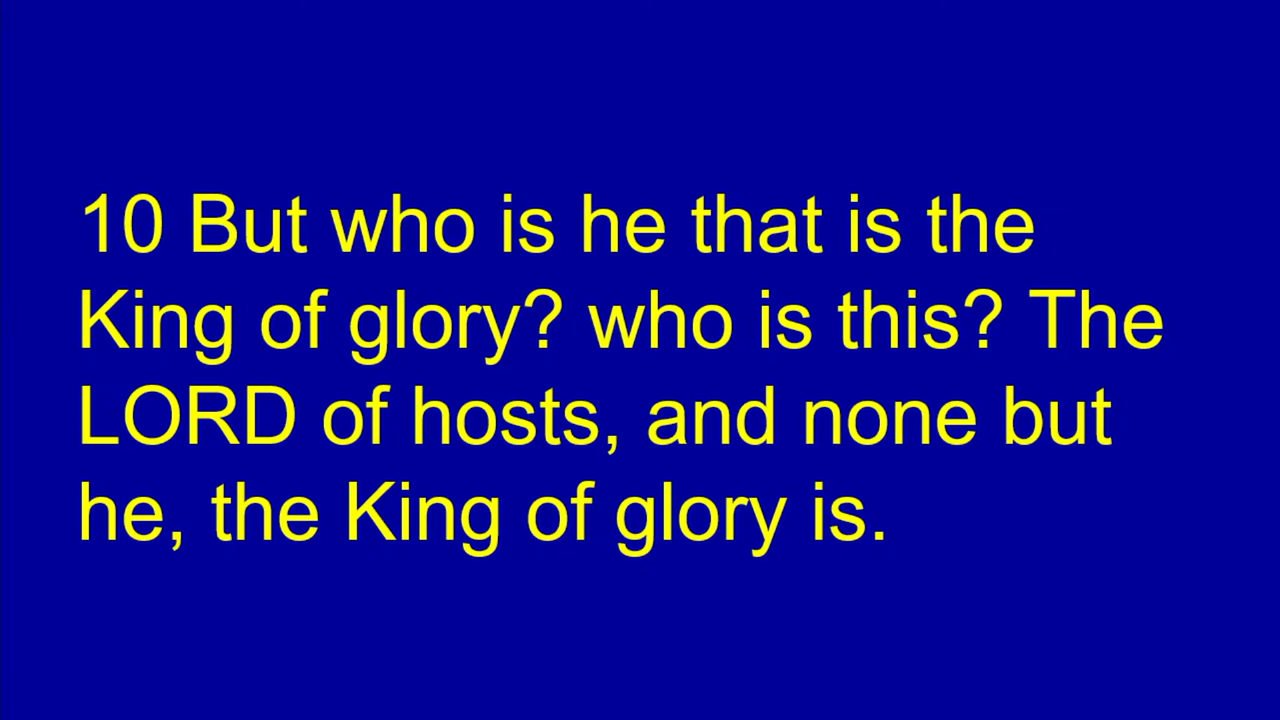 10 But who is he that is the
King of glory? who is this? The
LORD of hosts, and none but
he, the King of glory is.